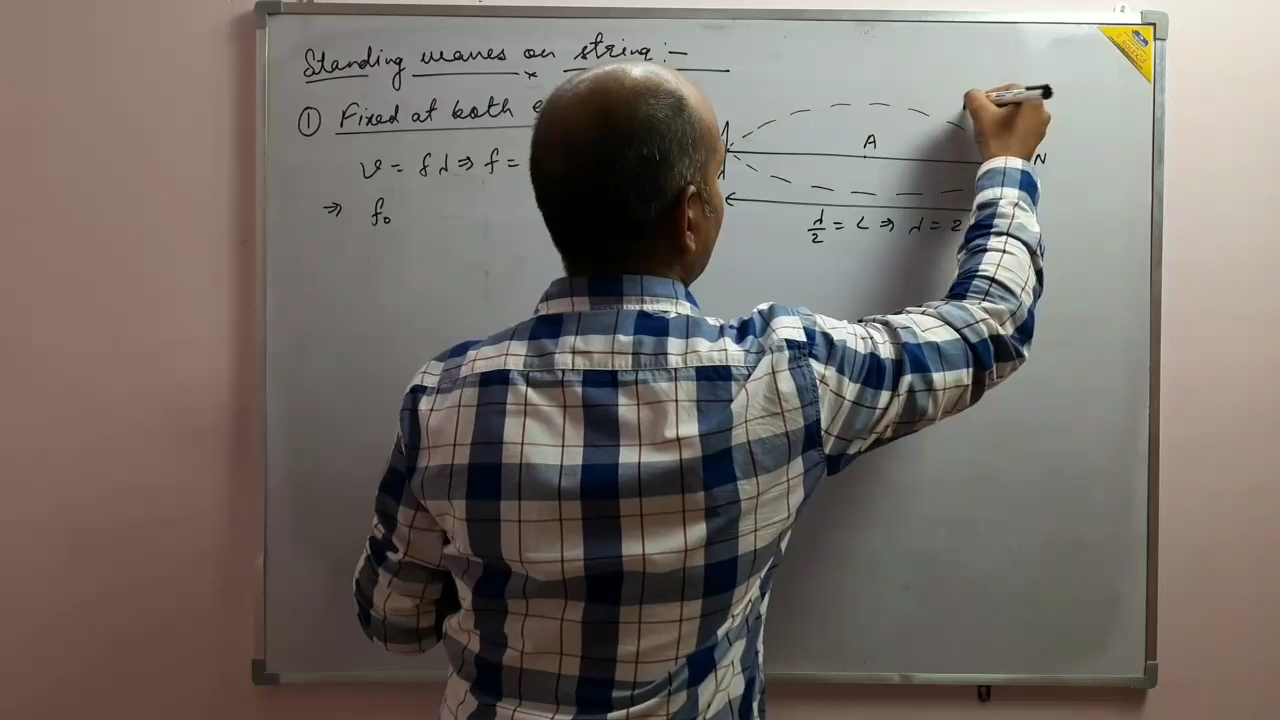 Standing waves on string :-
① Fixed at both
A
N
v = fλ ⇒ f =
⇒ f₀
λ/2 = L ⇒ λ = 2